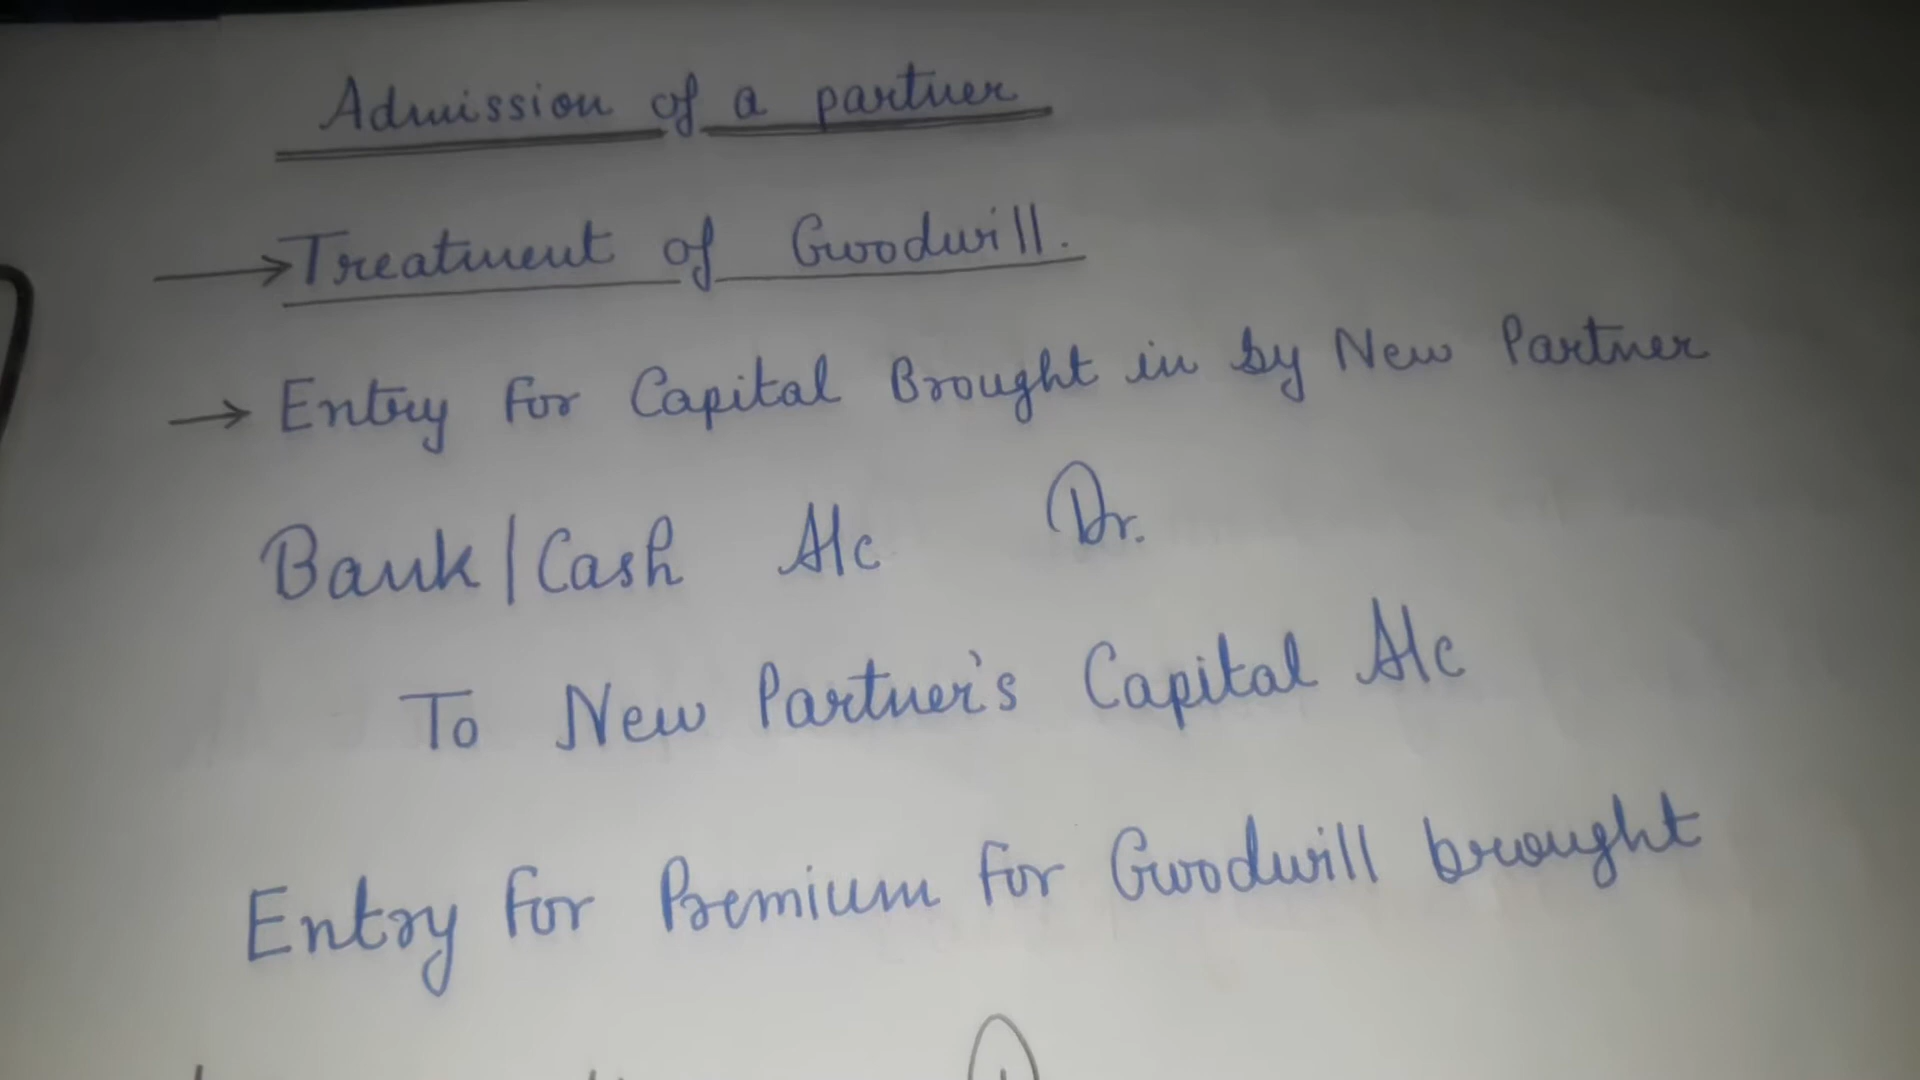 Admission of a partner
→Treatment of Goodwill.
→ Entry For Capital Brought in by New Partner
Bank/Cash A/c Dr.
To New Partner's Capital A/c
Entry For Premium For Goodwill brought